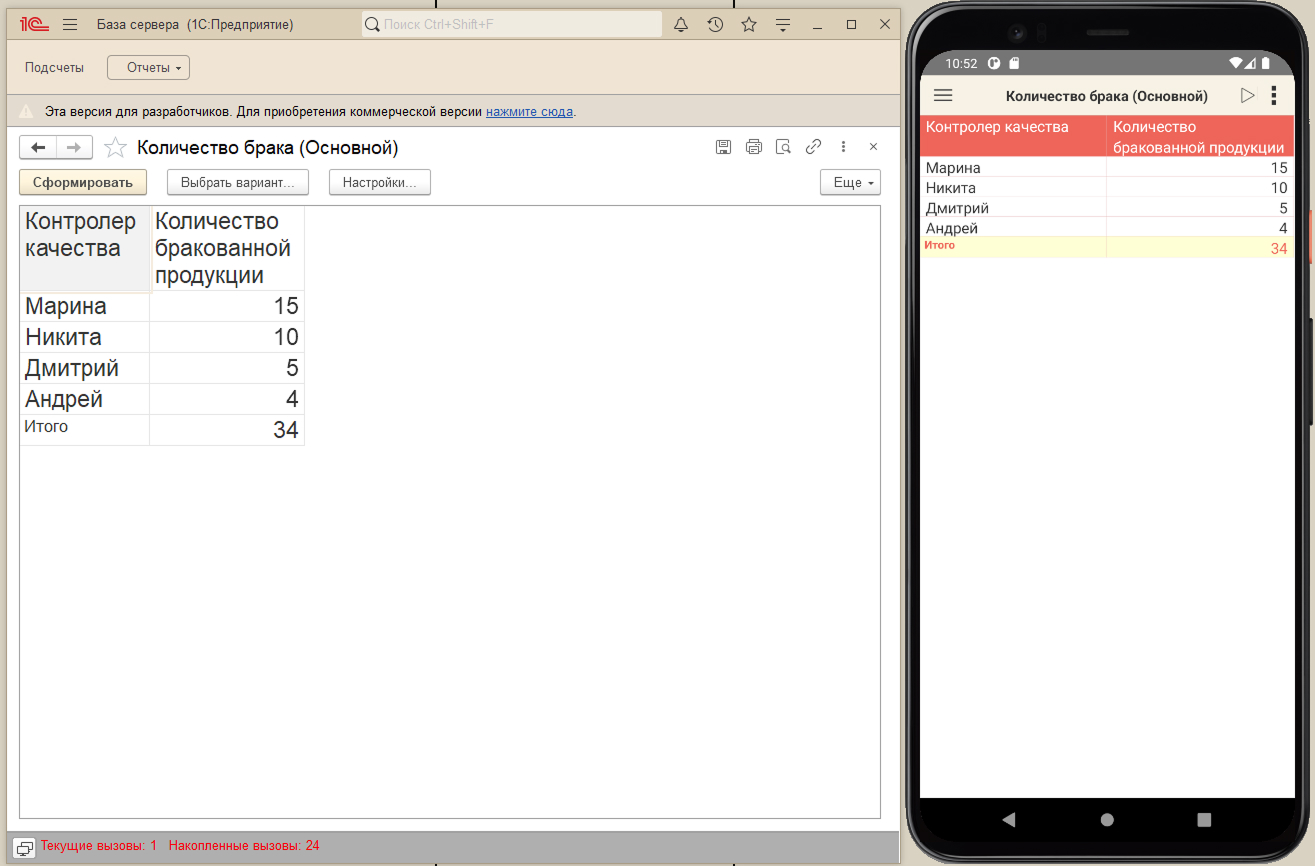 1С База сервера (1С:Предприятие) Поиск Ctrl+Shift+F
Подсчеты Отчеты
Эта версия для разработчиков. Для приобретения коммерческой версии нажмите сюда.
Количество брака (Основной)
Сформировать Выбрать вариант... Настройки... Еще
Контролер качества
Количество бракованной продукции
Марина 15
Никита 10
Дмитрий 5
Андрей 4
Итого 34
Текущие вызовы: 1 Накопленные вызовы: 24
10:52
Количество брака (Основной)
Контролер качества
Количество
бракованной продукции
Марина 15
Никита 10
Дмитрий 5
Андрей 4
Итого 34